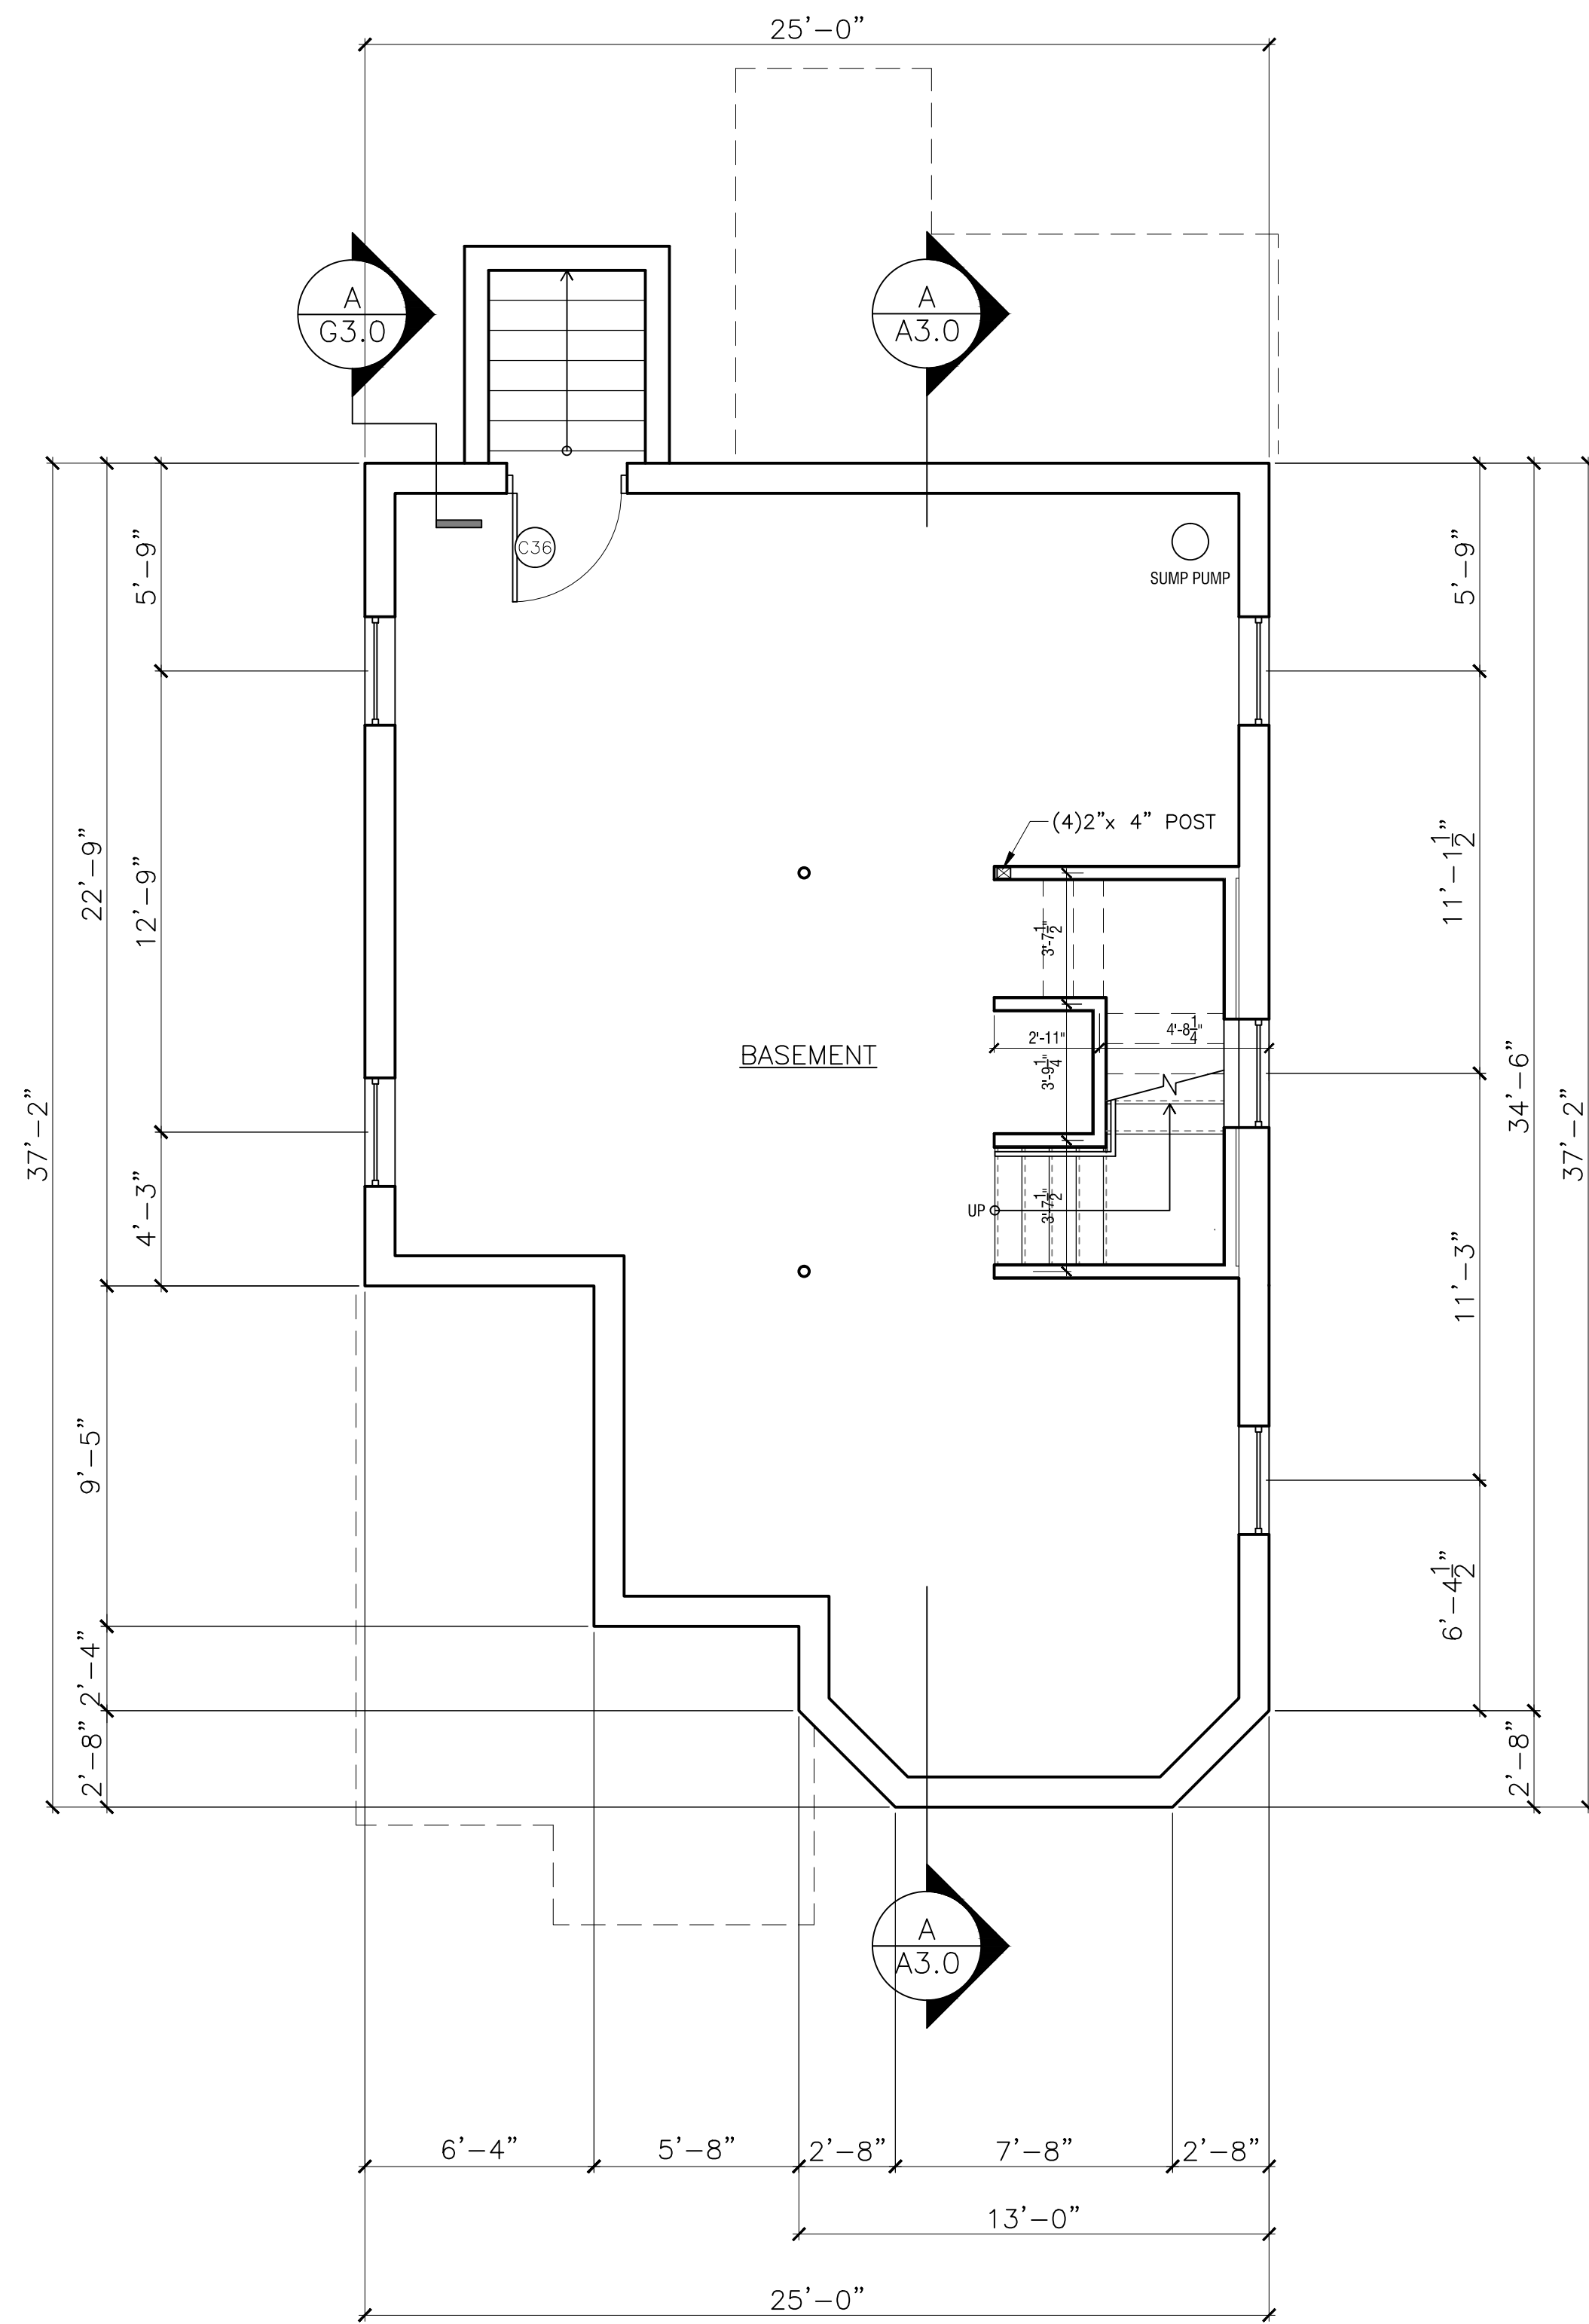 25’-0”
A
G3.0
A
A3.0
C36
SUMP PUMP
5’-9”
5’-9”
(4)2”x 4” POST
22’-9”
12’-9”
11’-1 1/2”
3'-7 1/2"
BASEMENT
2'-11"
4'-8 1/4"
3'-9 1/4"
37’-2”
34’-6”
37’-2”
4’-3”
UP
3'-7 1/2"
11’-3”
9’-5”
6’-4 1/2”
2’-4”
2’-8”
2’-8”
A
A3.0
6’-4”
5’-8”
2’-8”
7’-8”
2’-8”
13’-0”
25’-0”